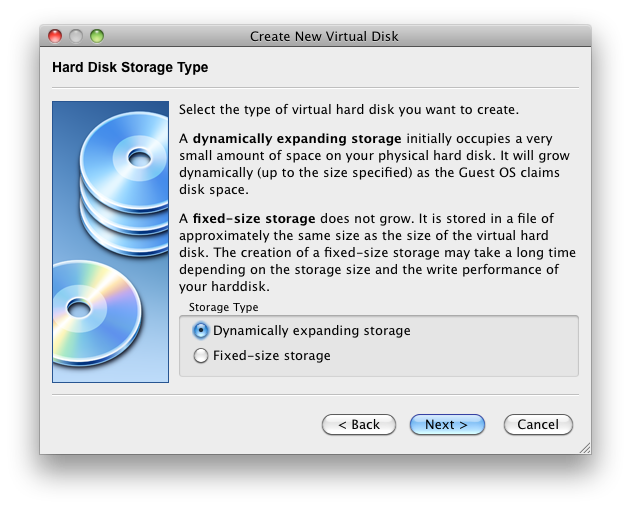 Create New Virtual Disk
Hard Disk Storage Type
Select the type of virtual hard disk you want to create.
A dynamically expanding storage initially occupies a very
small amount of space on your physical hard disk. It will grow
dynamically (up to the size specified) as the Guest OS claims
disk space.
A fixed-size storage does not grow. It is stored in a file of
approximately the same size as the size of the virtual hard
disk. The creation of a fixed-size storage may take a long time
depending on the storage size and the write performance of
your harddisk.
Storage Type
Dynamically expanding storage
Fixed-size storage
< Back
Next >
Cancel